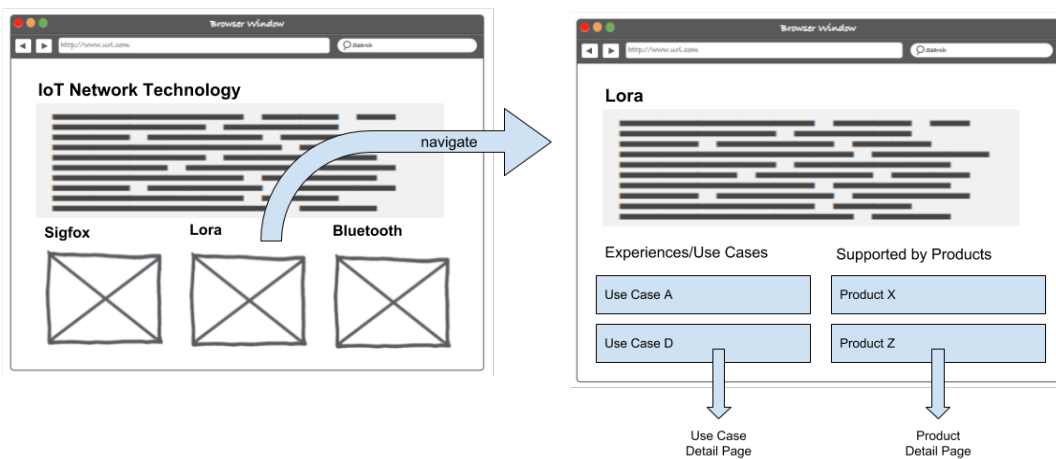 Browser Window
http://www.url.com
Search
IoT Network Technology
Sigfox
Lora
Bluetooth
navigate
Browser Window
http://www.url.com
Search
Lora
Experiences/Use Cases
Supported by Products
Use Case A
Product X
Use Case D
Product Z
Use Case
Detail Page
Product
Detail Page